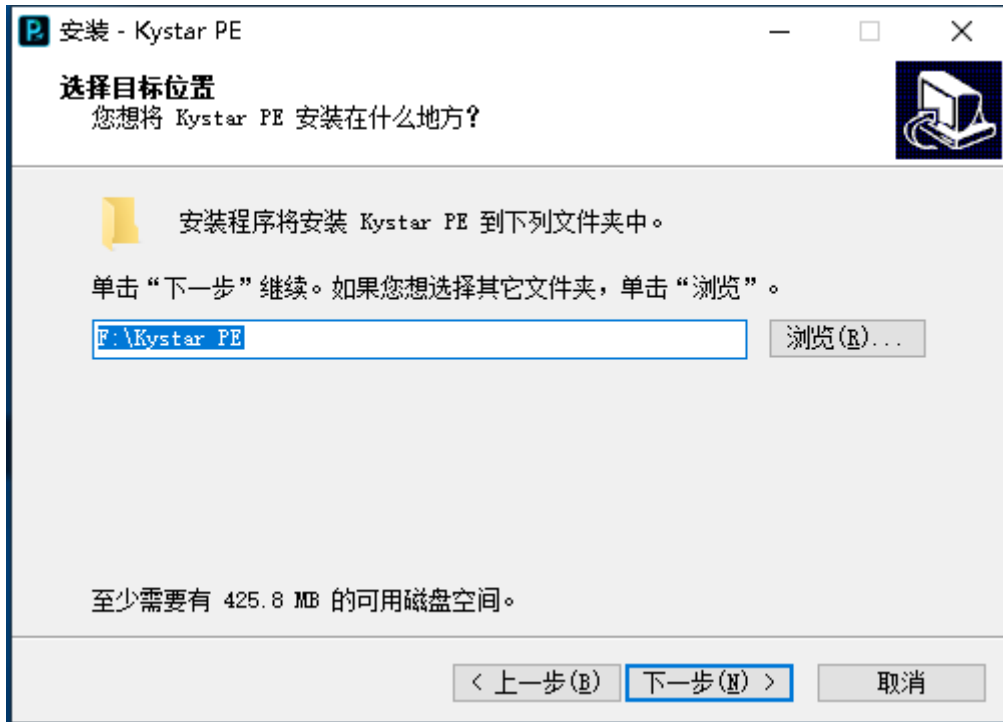 安装 - Kystar PE
选择目标位置
您想将 Kystar PE 安装在什么地方?
安装程序将安装 Kystar PE 到下列文件夹中。
单击“下一步”继续。如果您想选择其它文件夹，单击“浏览”。
F:\Kystar PE
浏览(R)...
至少需要有 425.8 MB 的可用磁盘空间。
< 上一步(B)
下一步(N) >
取消